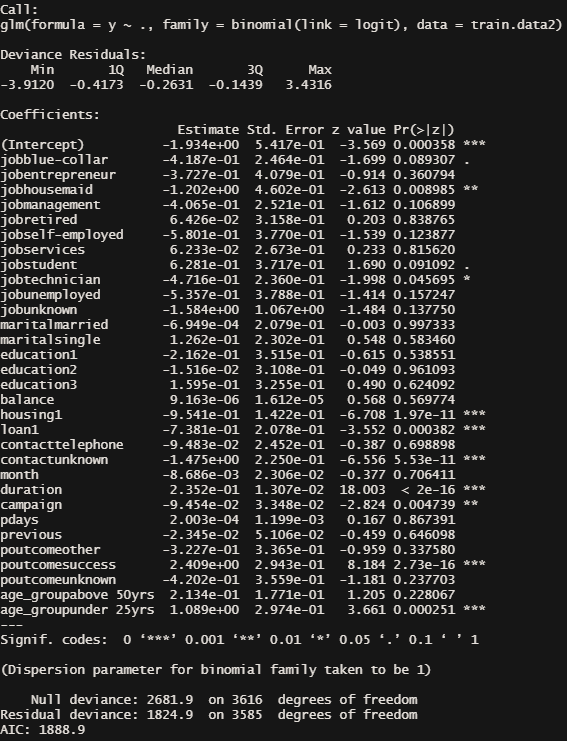 Call:
glm(formula = y ~ ., family = binomial(link = logit), data = train.data2)
Deviance Residuals:
Min 1Q Median 3Q Max
-3.9120 -0.4173 -0.2631 -0.1439 3.4316
Coefficients:
Estimate Std. Error z value Pr(>|z|)
(Intercept) -1.934e+00 5.417e-01 -3.569 0.000358 ***
jobblue-collar -4.187e-01 2.464e-01 -1.699 0.089307 .
jobentrepreneur -3.727e-01 4.079e-01 -0.914 0.360794
jobhousemaid -1.202e+00 4.602e-01 -2.613 0.008985 **
jobmanagement -4.065e-01 2.521e-01 -1.612 0.106899
jobretired 6.426e-02 3.158e-01 0.203 0.838765
jobself-employed -5.801e-01 3.770e-01 -1.539 0.123877
jobservices 6.233e-02 2.673e-01 0.233 0.815620
jobstudent 6.281e-01 3.717e-01 1.690 0.091092 .
jobtechnician -4.716e-01 2.360e-01 -1.998 0.045695 *
jobunemployed -5.357e-01 3.788e-01 -1.414 0.157247
jobunknown -1.584e+00 1.067e+00 -1.484 0.137750
maritalmarried -6.949e-04 2.079e-01 -0.003 0.997333
maritalsingle 1.262e-01 2.302e-01 0.548 0.583460
education1 -2.162e-01 3.515e-01 -0.615 0.538551
education2 -1.516e-02 3.108e-01 -0.049 0.961093
education3 1.595e-01 3.255e-01 0.490 0.624092
balance 9.163e-06 1.612e-05 0.568 0.569774
housing1 -9.541e-01 1.422e-01 -6.708 1.97e-11 ***
loan1 -7.381e-01 2.078e-01 -3.552 0.000382 ***
contacttelephone -9.483e-02 2.452e-01 -0.387 0.698898
contactunknown -1.475e+00 2.250e-01 -6.556 5.53e-11 ***
month -8.686e-03 2.306e-02 -0.377 0.706411
duration 2.352e-01 1.307e-02 18.003 < 2e-16 ***
campaign -9.454e-02 3.348e-02 -2.824 0.004739 **
pdays 2.003e-04 1.199e-03 0.167 0.867391
previous -2.345e-02 5.106e-02 -0.459 0.646098
poutcomeother -3.227e-01 3.365e-01 -0.959 0.337580
poutcomesuccess 2.409e+00 2.943e-01 8.184 2.73e-16 ***
poutcomeunknown -4.202e-01 3.559e-01 -1.181 0.237703
age_groupabove 50yrs 2.134e-01 1.771e-01 1.205 0.228067
age_groupunder 25yrs 1.089e+00 2.974e-01 3.661 0.000251 ***
---
Signif. codes: 0 ‘***’ 0.001 ‘**’ 0.01 ‘*’ 0.05 ‘.’ 0.1 ‘ ’ 1
(Dispersion parameter for binomial family taken to be 1)
Null deviance: 2681.9 on 3616 degrees of freedom
Residual deviance: 1824.9 on 3585 degrees of freedom
AIC: 1888.9